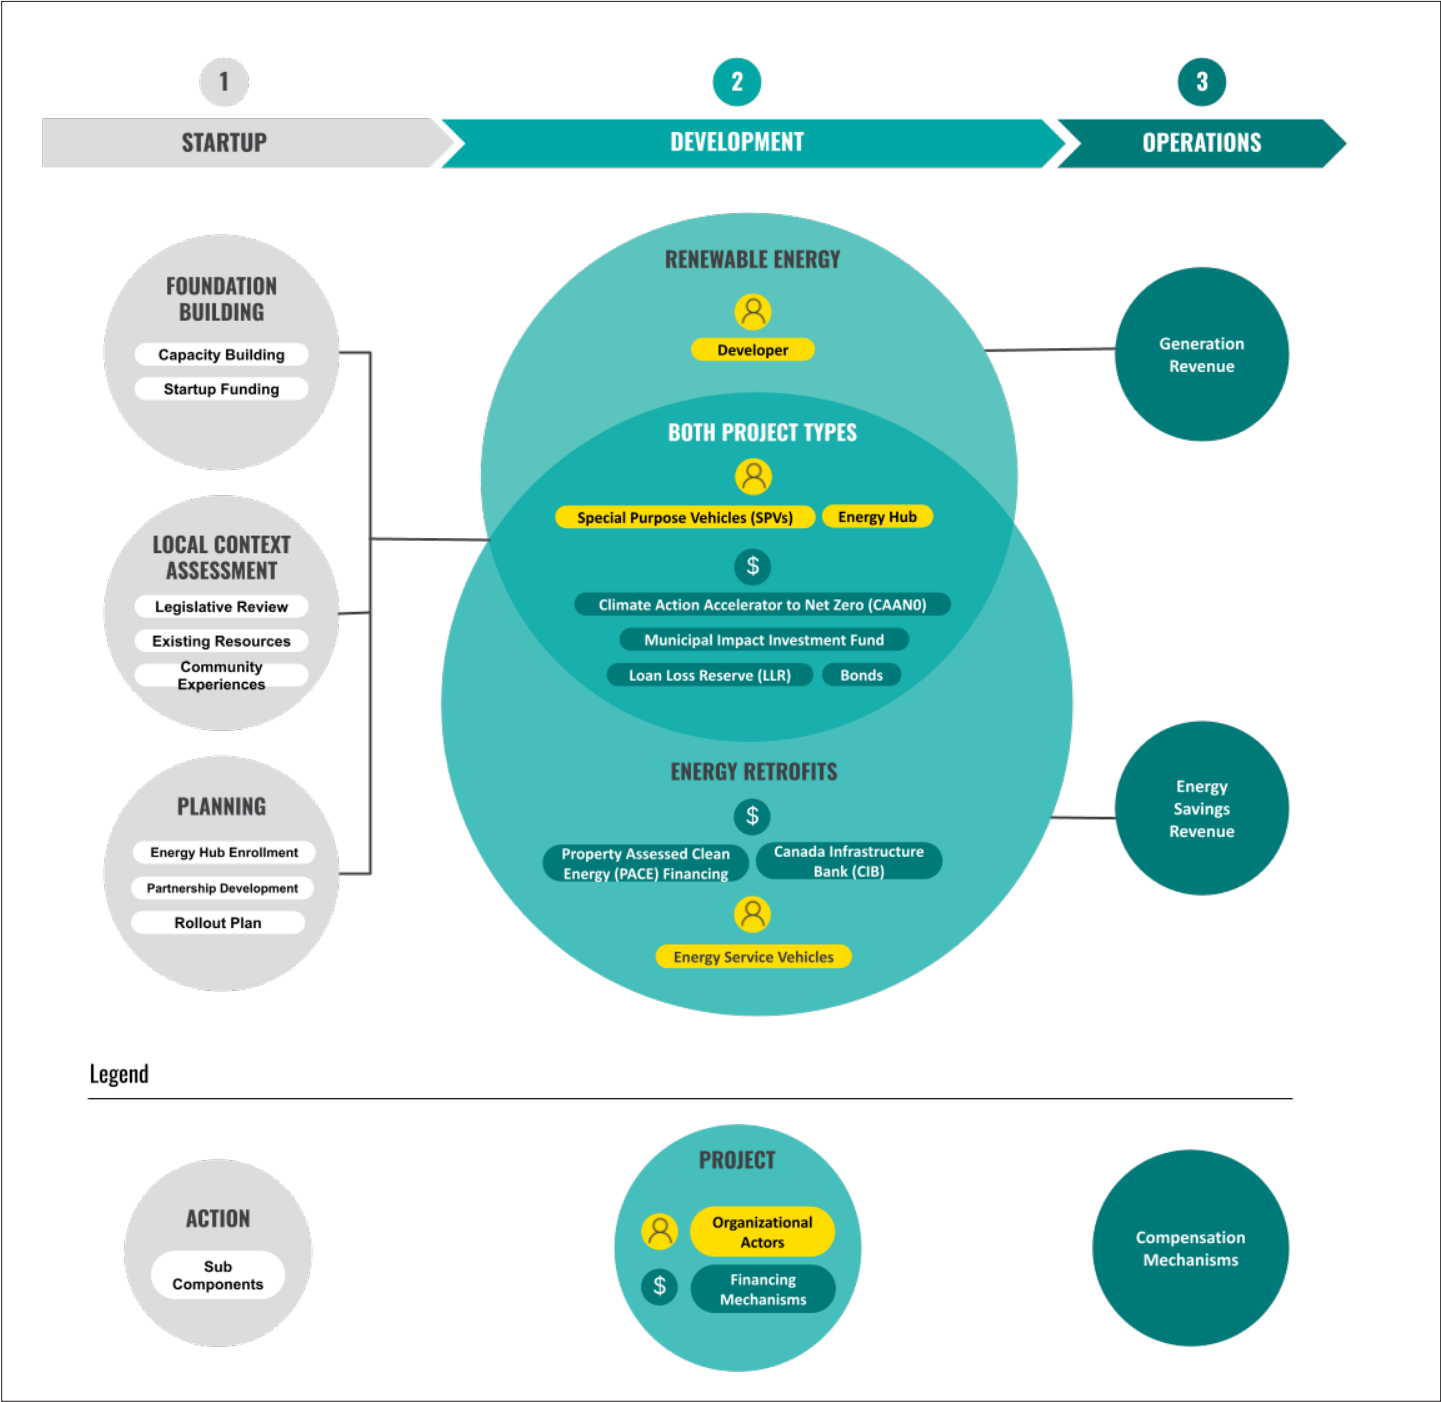 1
2
3
STARTUP
DEVELOPMENT
OPERATIONS
FOUNDATION
BUILDING
Capacity Building
Startup Funding
LOCAL CONTEXT
ASSESSMENT
Legislative Review
Existing Resources
Community
Experiences
PLANNING
Energy Hub Enrollment
Partnership Development
Rollout Plan
RENEWABLE ENERGY
Developer
BOTH PROJECT TYPES
Special Purpose Vehicles (SPVs)
Energy Hub
$
Climate Action Accelerator to Net Zero (CAAN0)
Municipal Impact Investment Fund
Loan Loss Reserve (LLR)
Bonds
ENERGY RETROFITS
$
Property Assessed Clean
Energy (PACE) Financing
Canada Infrastructure
Bank (CIB)
Energy Service Vehicles
Generation
Revenue
Energy
Savings
Revenue
Legend
ACTION
Sub
Components
PROJECT
Organizational
Actors
$
Financing
Mechanisms
Compensation
Mechanisms